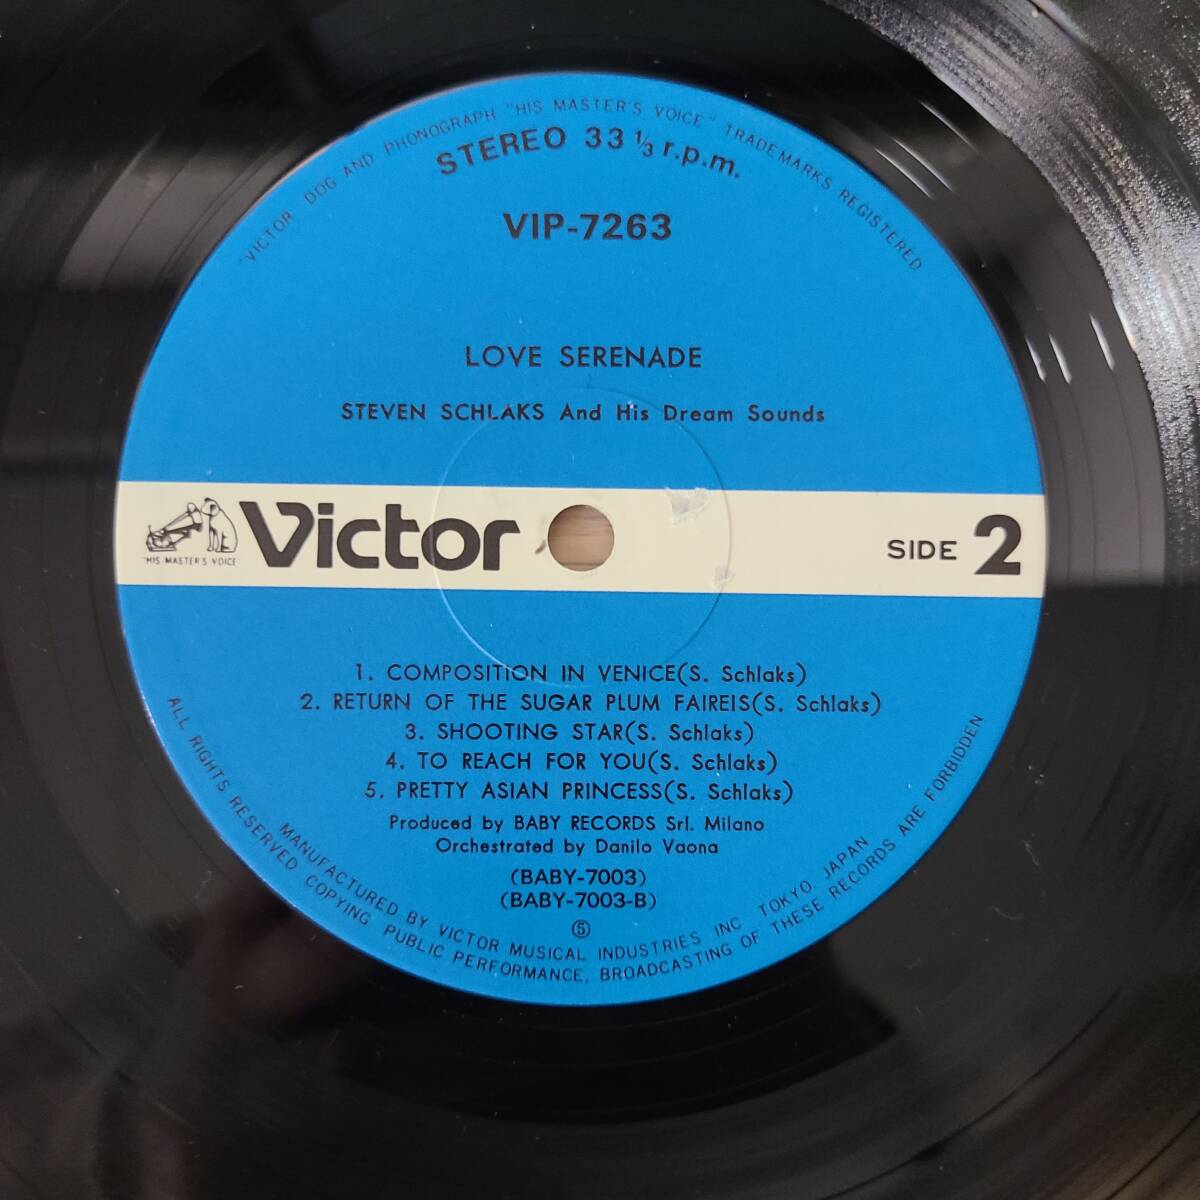 "VICTOR DOG AND PHONOGRAPH "HIS MASTER'S VOICE" TRADEMARKS REGISTERED
STEREO 33 1/3 r.p.m.
VIP-7263
LOVE SERENADE
STEVEN SCHLAKS And His Dream Sounds
"HIS MASTER'S VOICE"
Victor
SIDE 2
1. COMPOSITION IN VENICE(S. Schlaks)
2. RETURN OF THE SUGAR PLUM FAIREIS(S. Schlaks)
3. SHOOTING STAR(S. Schlaks)
4. TO REACH FOR YOU(S. Schlaks)
5. PRETTY ASIAN PRINCESS(S. Schlaks)
Produced by BABY RECORDS Srl. Milano
Orchestrated by Danilo Vaona
(BABY-7003)
(BABY-7003-B)
⑤
MANUFACTURED BY VICTOR MUSICAL INDUSTRIES INC TOKYO, JAPAN
ALL RIGHTS RESERVED COPYING PUBLIC PERFORMANCE, BROADCASTING OF THESE RECORDS ARE FORBIDDEN